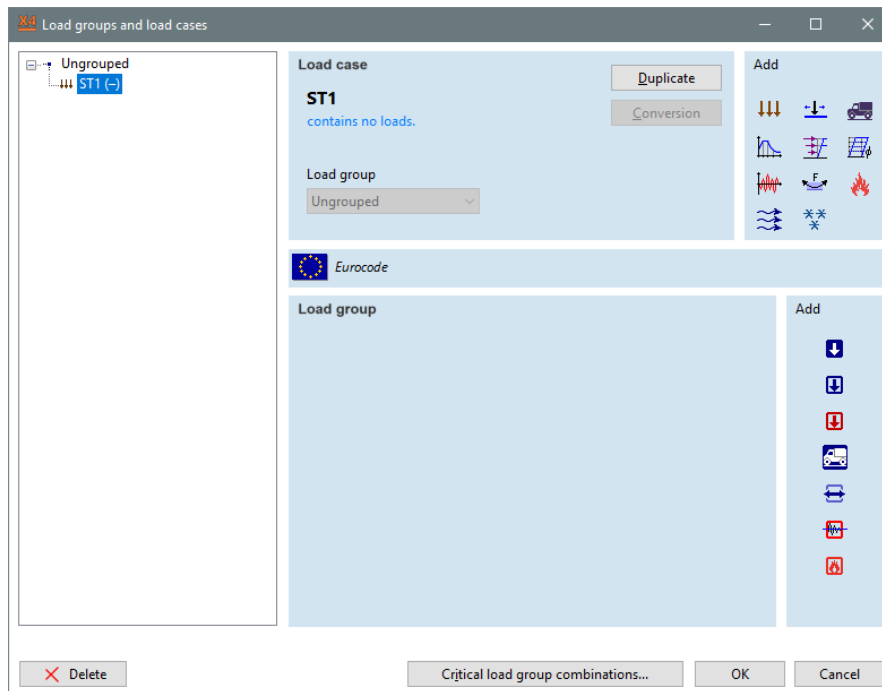 X4 Load groups and load cases
Ungrouped
ST1 (–)
Load case
ST1
contains no loads.
Duplicate
Conversion
Load group
Ungrouped
Add
F
ϕ
Eurocode
Load group
Add
Delete
Critical load group combinations...
OK
Cancel